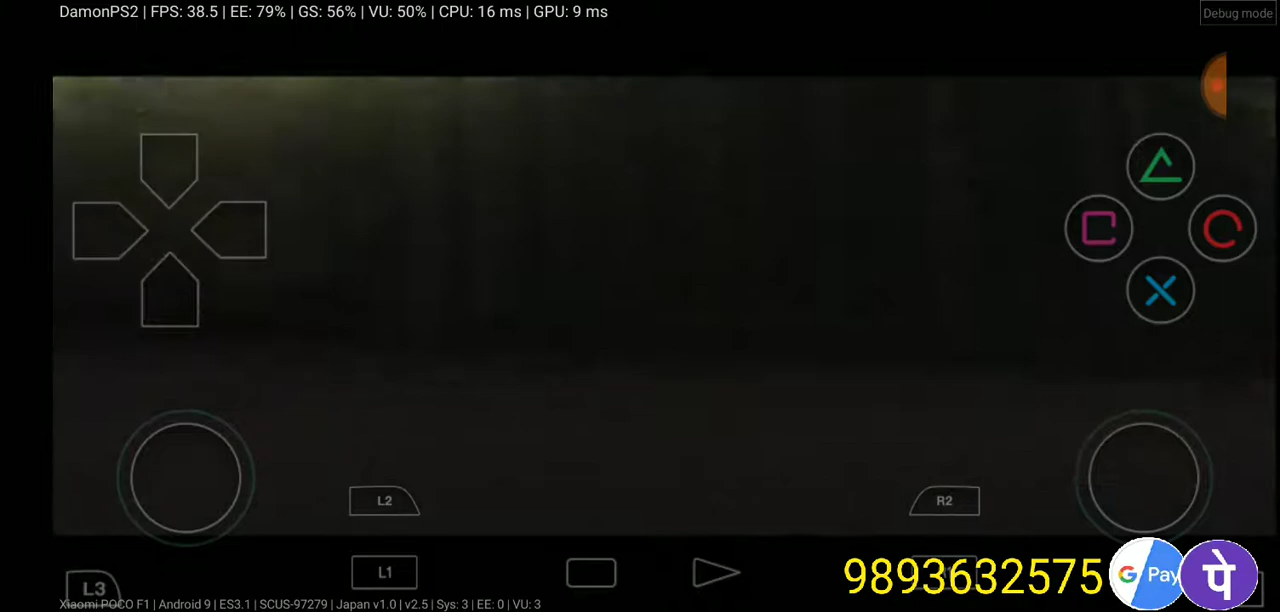 DamonPS2 | FPS: 38.5 | EE: 79% | GS: 56% | VU: 50% | CPU: 16 ms | GPU: 9 ms
Debug mode
L2
R2
L1
9893632575
G Pay
पे
L3
Xiaomi POCO F1 | Android 9 | ES3.1 | SCUS-97279 | Japan v1.0 | v2.5 | Sys: 3 | EE: 0 | VU: 3